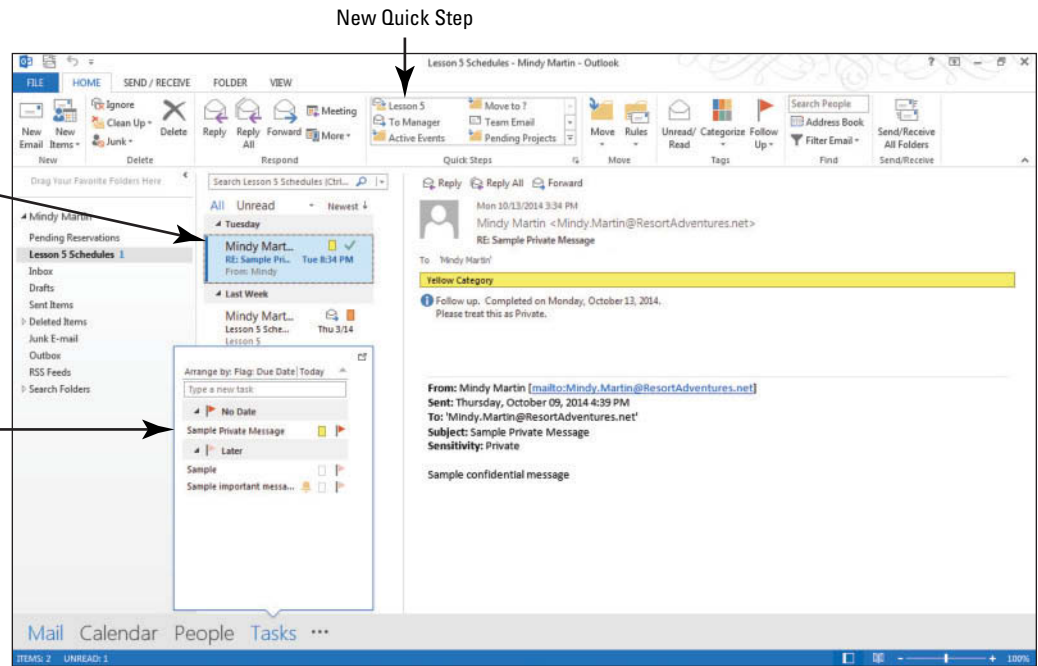 New Quick Step
Lesson 5 Schedules - Mindy Martin - Outlook
FILE HOME SEND / RECEIVE FOLDER VIEW
New Email
New Items
Ignore
Clean Up
Junk
Delete
Reply
Reply All
Forward
Meeting
More
Lesson 5
To Manager
Active Events
Move to ?
Team Email
Pending Projects
Move
Rules
Unread/ Read
Categorize
Follow Up
Search People
Address Book
Filter Email
Send/Receive All Folders
New Delete Respond Quick Steps Move Tags Find Send/Receive
Drag Your Favorite Folders Here
Mindy Martin
Pending Reservations
Lesson 5 Schedules 1
Inbox
Drafts
Sent Items
Deleted Items
Junk E-mail
Outbox
RSS Feeds
Search Folders
Search Lesson 5 Schedules (Ctrl...
All Unread Newest
Tuesday
Mindy Mart...
RE: Sample Pri... Tue 8:34 PM
From: Mindy
Last Week
Mindy Mart...
Lesson 5 Sche... Thu 3/14
Lesson 5
Arrange by: Flag: Due Date Today
Type a new task
No Date
Sample Private Message
Later
Sample
Sample important messa...
Reply Reply All Forward
Mon 10/13/2014 3:34 PM
Mindy Martin <Mindy.Martin@ResortAdventures.net>
RE: Sample Private Message
To 'Mindy Martin'
Yellow Category
Follow up. Completed on Monday, October 13, 2014.
Please treat this as Private.
From: Mindy Martin [mailto:Mindy.Martin@ResortAdventures.net]
Sent: Thursday, October 09, 2014 4:39 PM
To: 'Mindy.Martin@ResortAdventures.net'
Subject: Sample Private Message
Sensitivity: Private
Sample confidential message
Mail Calendar People Tasks ...
ITEMS: 2 UNREAD: 1
100%